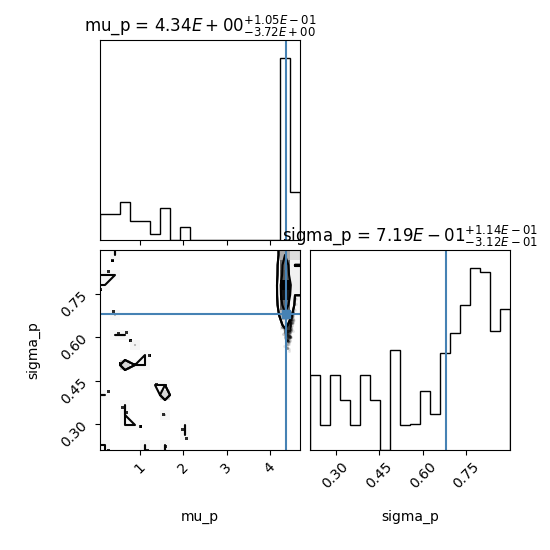 mu_p = 4.34E + 00+1.05E−01 −3.72E+00
sigma_p = 7.19E − 01+1.14E−01 −3.12E−01
0.75
0.60
0.45
0.30
sigma_p
1 2 3 4
0.30 0.45 0.60 0.75
mu_p
sigma_p